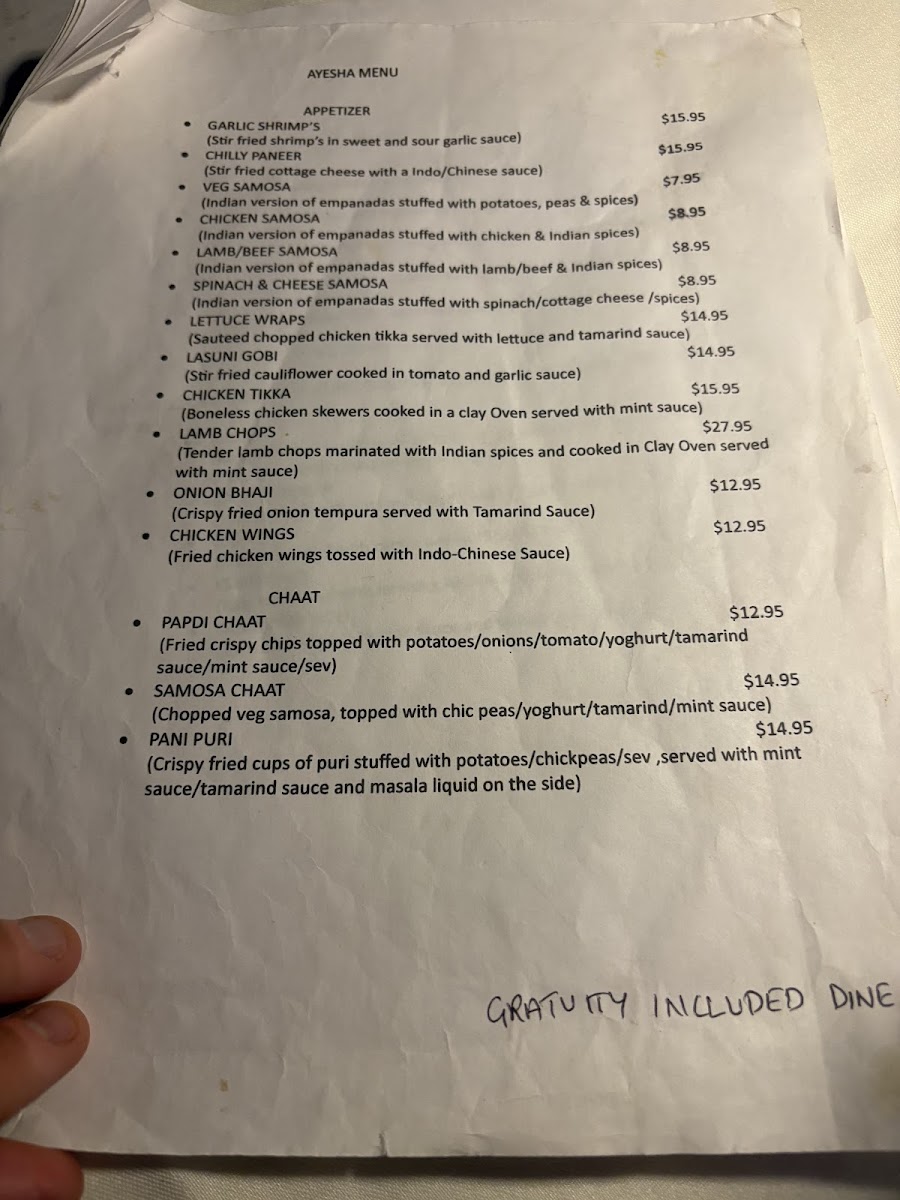 AYESHA MENU
APPETIZER
• GARLIC SHRIMP'S $15.95
(Stir fried shrimp's in sweet and sour garlic sauce)
• CHILLY PANEER $15.95
(Stir fried cottage cheese with a Indo/Chinese sauce)
• VEG SAMOSA $7.95
(Indian version of empanadas stuffed with potatoes, peas & spices)
• CHICKEN SAMOSA $8.95
(Indian version of empanadas stuffed with chicken & Indian spices)
• LAMB/BEEF SAMOSA $8.95
(Indian version of empanadas stuffed with lamb/beef & Indian spices)
• SPINACH & CHEESE SAMOSA $8.95
(Indian version of empanadas stuffed with spinach/cottage cheese /spices)
• LETTUCE WRAPS $14.95
(Sauteed chopped chicken tikka served with lettuce and tamarind sauce)
• LASUNI GOBI $14.95
(Stir fried cauliflower cooked in tomato and garlic sauce)
• CHICKEN TIKKA $15.95
(Boneless chicken skewers cooked in a clay Oven served with mint sauce)
• LAMB CHOPS $27.95
(Tender lamb chops marinated with Indian spices and cooked in Clay Oven served
with mint sauce)
• ONION BHAJI $12.95
(Crispy fried onion tempura served with Tamarind Sauce)
• CHICKEN WINGS $12.95
(Fried chicken wings tossed with Indo-Chinese Sauce)
CHAAT
• PAPDI CHAAT $12.95
(Fried crispy chips topped with potatoes/onions/tomato/yoghurt/tamarind
sauce/mint sauce/sev)
• SAMOSA CHAAT $14.95
(Chopped veg samosa, topped with chic peas/yoghurt/tamarind/mint sauce)
• PANI PURI $14.95
(Crispy fried cups of puri stuffed with potatoes/chickpeas/sev ,served with mint
sauce/tamarind sauce and masala liquid on the side)
GRATUITY INCLUDED DINE